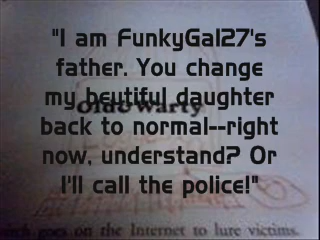 "I am FunkyGal27's
father. You change
my beutiful daughter
Warty
back to normal--right
now, understand? Or
I'll call the police!"
goes on the Internet to lure victims.